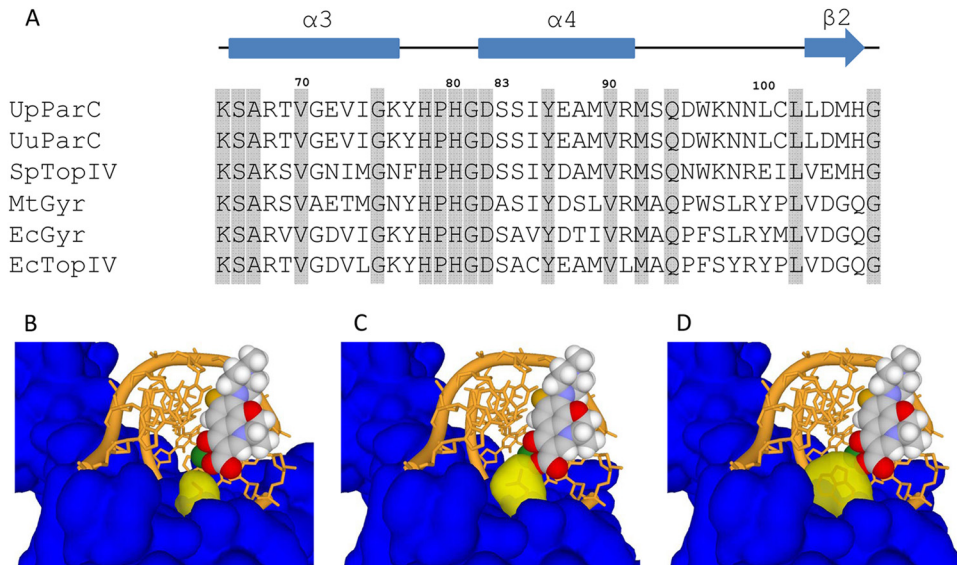 A
α3 α4 β2
70 80 83 90 100
UpParC KSARTVGEVIGKYHPHGDSSIYEAMVRMSQDWKNNLCLLDMHG
UuParC KSARTVGEVIGKYHPHGDSSIYEAMVRMSQDWKNNLCLLDMHG
SpTopIV KSAKSVGNIMGNFHPHGDSSIYDAMVRMSQNWKNREILVEMHG
MtGyr KSARSVAETMGNYHPHGDASIYDSLVRMAQPWSLRYPLVDGQG
EcGyr KSARVVGDVIGKYHPHGDSAVYDTIVRMAQPFSLRYMLVDGQG
EcTopIV KSARTVGDVLGKYHPHGDSACYEAMVLMAQPFSYRYPLVDGQG
B C D